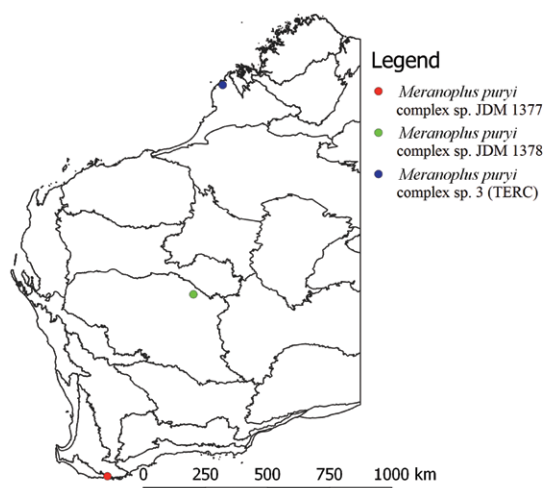 Legend
Meranoplus puryi
complex sp. JDM 1377
Meranoplus puryi
complex sp. JDM 1378
Meranoplus puryi
complex sp. 3 (TERC)
0 250 500 750 1000 km